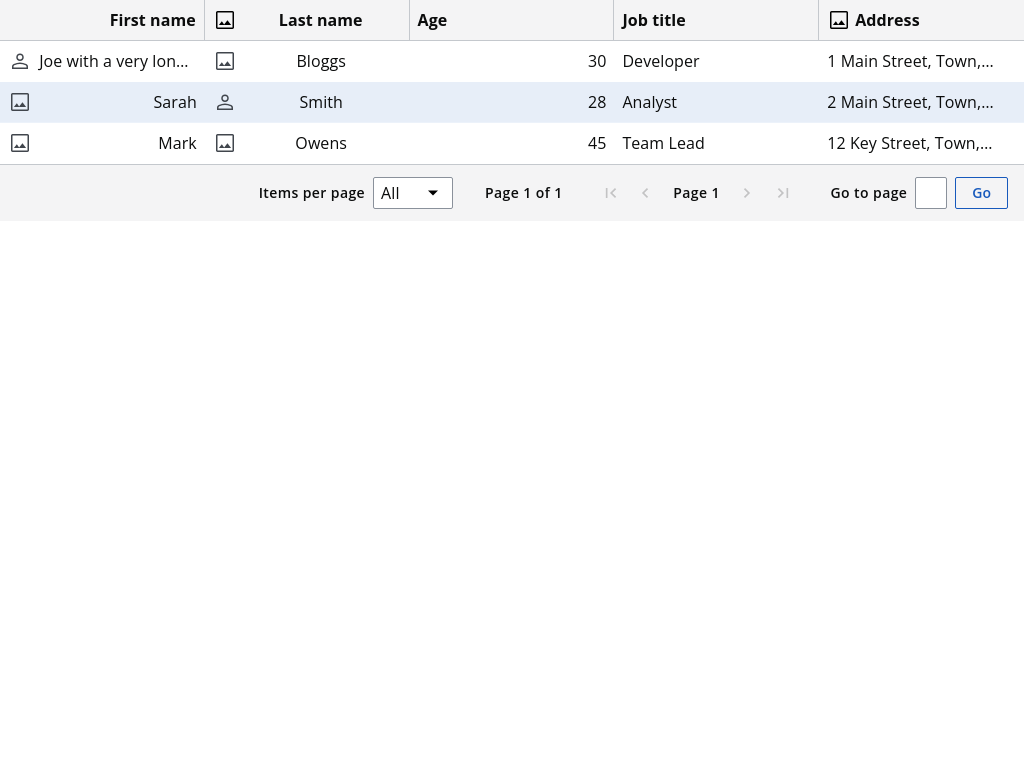 First name Last name Age Job title Address
Joe with a very lon... Bloggs 30 Developer 1 Main Street, Town,...
Sarah Smith 28 Analyst 2 Main Street, Town,...
Mark Owens 45 Team Lead 12 Key Street, Town,...
Items per page All Page 1 of 1 Page 1 Go to page Go